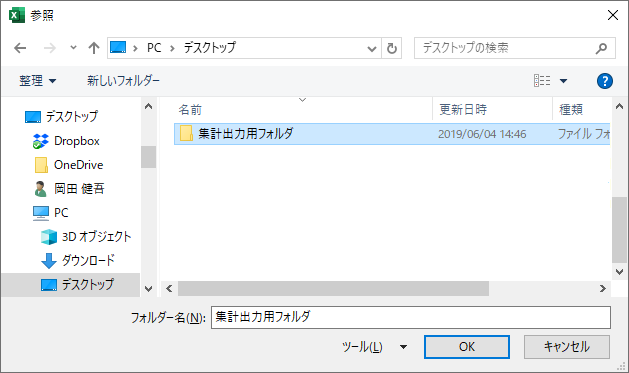 参照
PC デスクトップ デスクトップの検索
整理 新しいフォルダー
名前 更新日時 種類
集計出力用フォルダ 2019/06/04 14:46 ファイル フォ
デスクトップ
Dropbox
OneDrive
岡田 健吾
PC
3D オブジェクト
ダウンロード
デスクトップ
フォルダー名(N): 集計出力用フォルダ
ツール(L) OK キャンセル